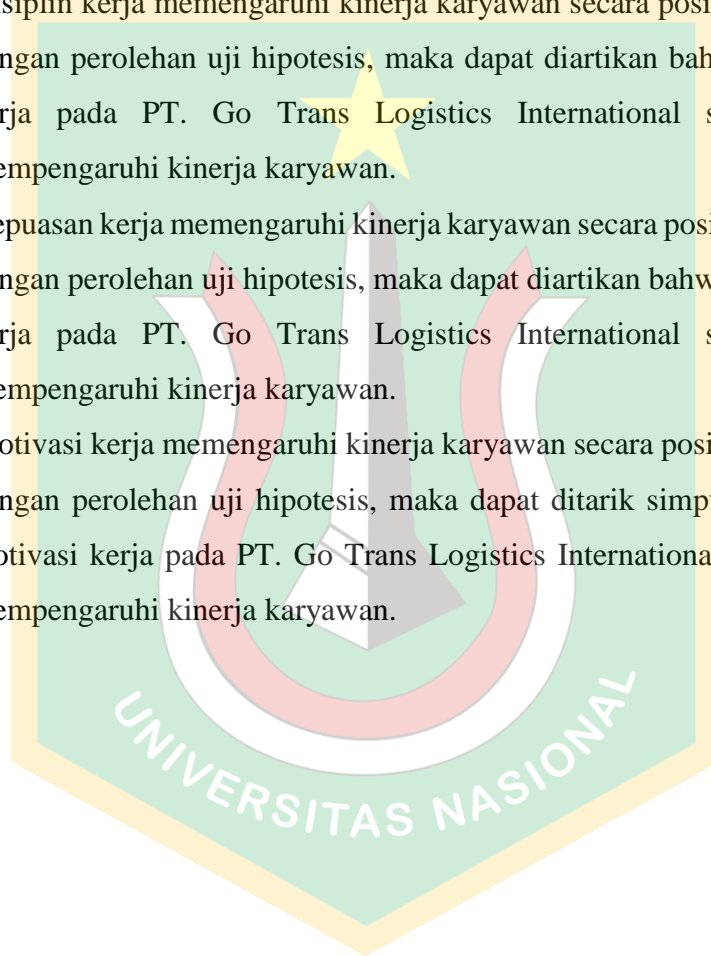 siplin kerja memengaruhi kinerja karyawan secara posi
ngan perolehan uji hipotesis, maka dapat diartikan bah
rja pada PT. Go Trans Logistics International s
empengaruhi kinerja karyawan.
epuasan kerja memengaruhi kinerja karyawan secara posi
ngan perolehan uji hipotesis, maka dapat diartikan bahw
rja pada PT. Go Trans Logistics International s
empengaruhi kinerja karyawan.
otivasi kerja memengaruhi kinerja karyawan secara posi
ngan perolehan uji hipotesis, maka dapat ditarik simp
otivasi kerja pada PT. Go Trans Logistics Internationa
empengaruhi kinerja karyawan.
UNIVERSITAS NASIONAL